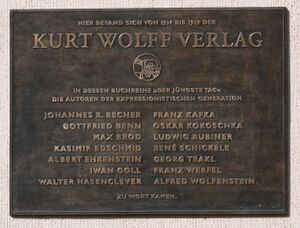 HIER BEFAND SICH VON 1914 BIS 1919 DER
KURT WOLFF VERLAG
IN DESSEN BUCHREIHE »DER JÜNGSTE TAG«
DIE AUTOREN DER EXPRESSIONISTISCHEN GENERATION
JOHANNES R. BECHER FRANZ KAFKA
GOTTFRIED BENN OSKAR KOKOSCHKA
MAX BROD LUDWIG RUBINER
KASIMIR EDSCHMID RENÉ SCHICKELE
ALBERT EHRENSTEIN GEORG TRAKL
IWAN GOLL FRANZ WERFEL
WALTER HASENCLEVER ALFRED WOLFENSTEIN
ZU WORT KAMEN.